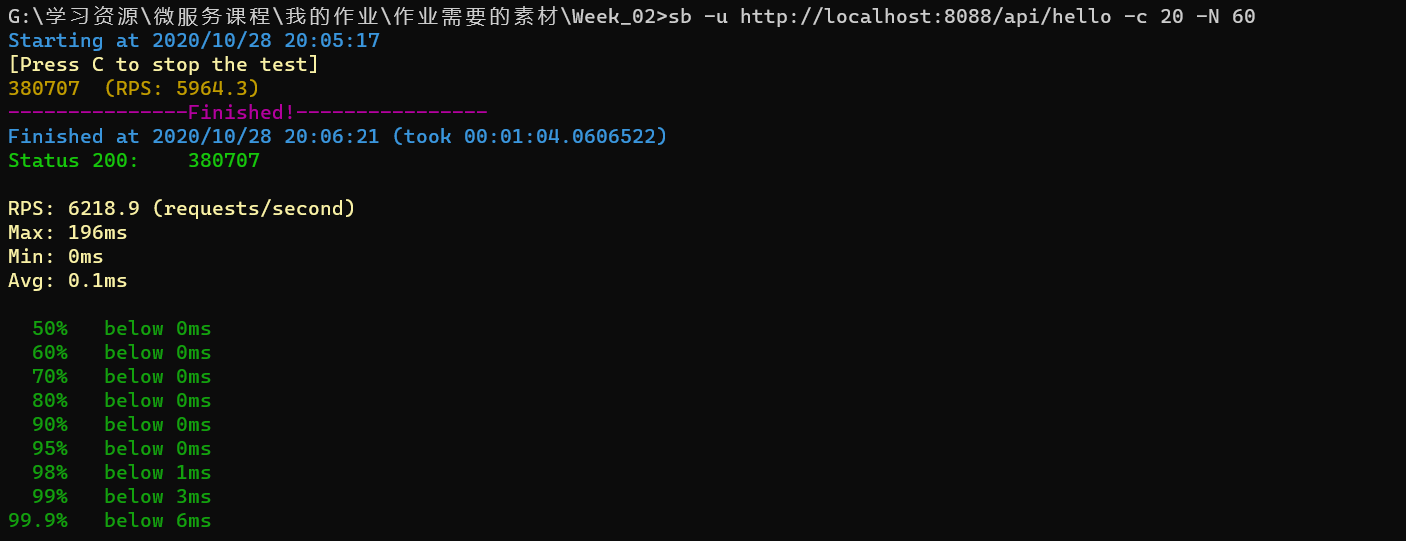 G:\学习资源\微服务课程\我的作业\作业需要的素材\Week_02>sb -u http://localhost:8088/api/hello -c 20 -N 60
Starting at 2020/10/28 20:05:17
[Press C to stop the test]
380707  (RPS: 5964.3)
---------------Finished!----------------
Finished at 2020/10/28 20:06:21 (took 00:01:04.0606522)
Status 200:    380707
RPS: 6218.9 (requests/second)
Max: 196ms
Min: 0ms
Avg: 0.1ms
50%   below 0ms
60%   below 0ms
70%   below 0ms
80%   below 0ms
90%   below 0ms
95%   below 0ms
98%   below 1ms
99%   below 3ms
99.9%   below 6ms